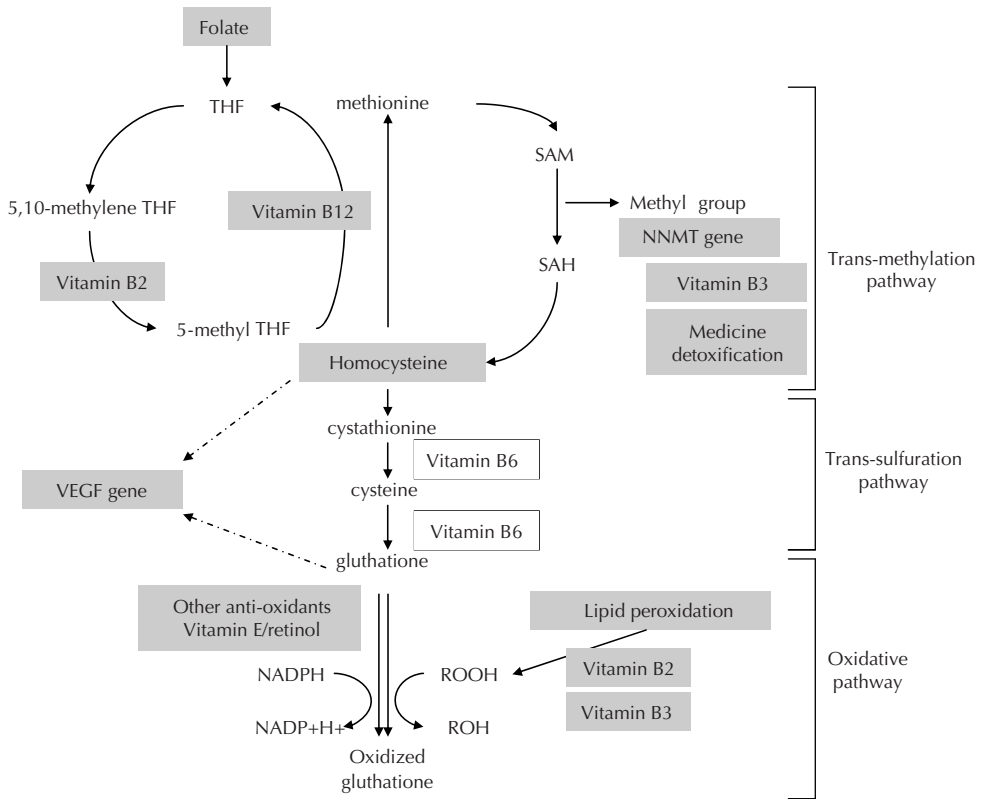 Folate
THF
methionine
SAM
5,10-methylene THF
Vitamin B12
Methyl group
NNMT gene
Trans-methylation
pathway
SAH
Vitamin B2
Vitamin B3
5-methyl THF
Medicine
detoxification
Homocysteine
cystathionine
Vitamin B6
Trans-sulfuration
pathway
VEGF gene
cysteine
Vitamin B6
gluthatione
Other anti-oxidants
Vitamin E/retinol
Lipid peroxidation
NADPH
ROOH
Vitamin B2
Oxidative
pathway
Vitamin B3
NADP+H+
ROH
Oxidized
gluthatione